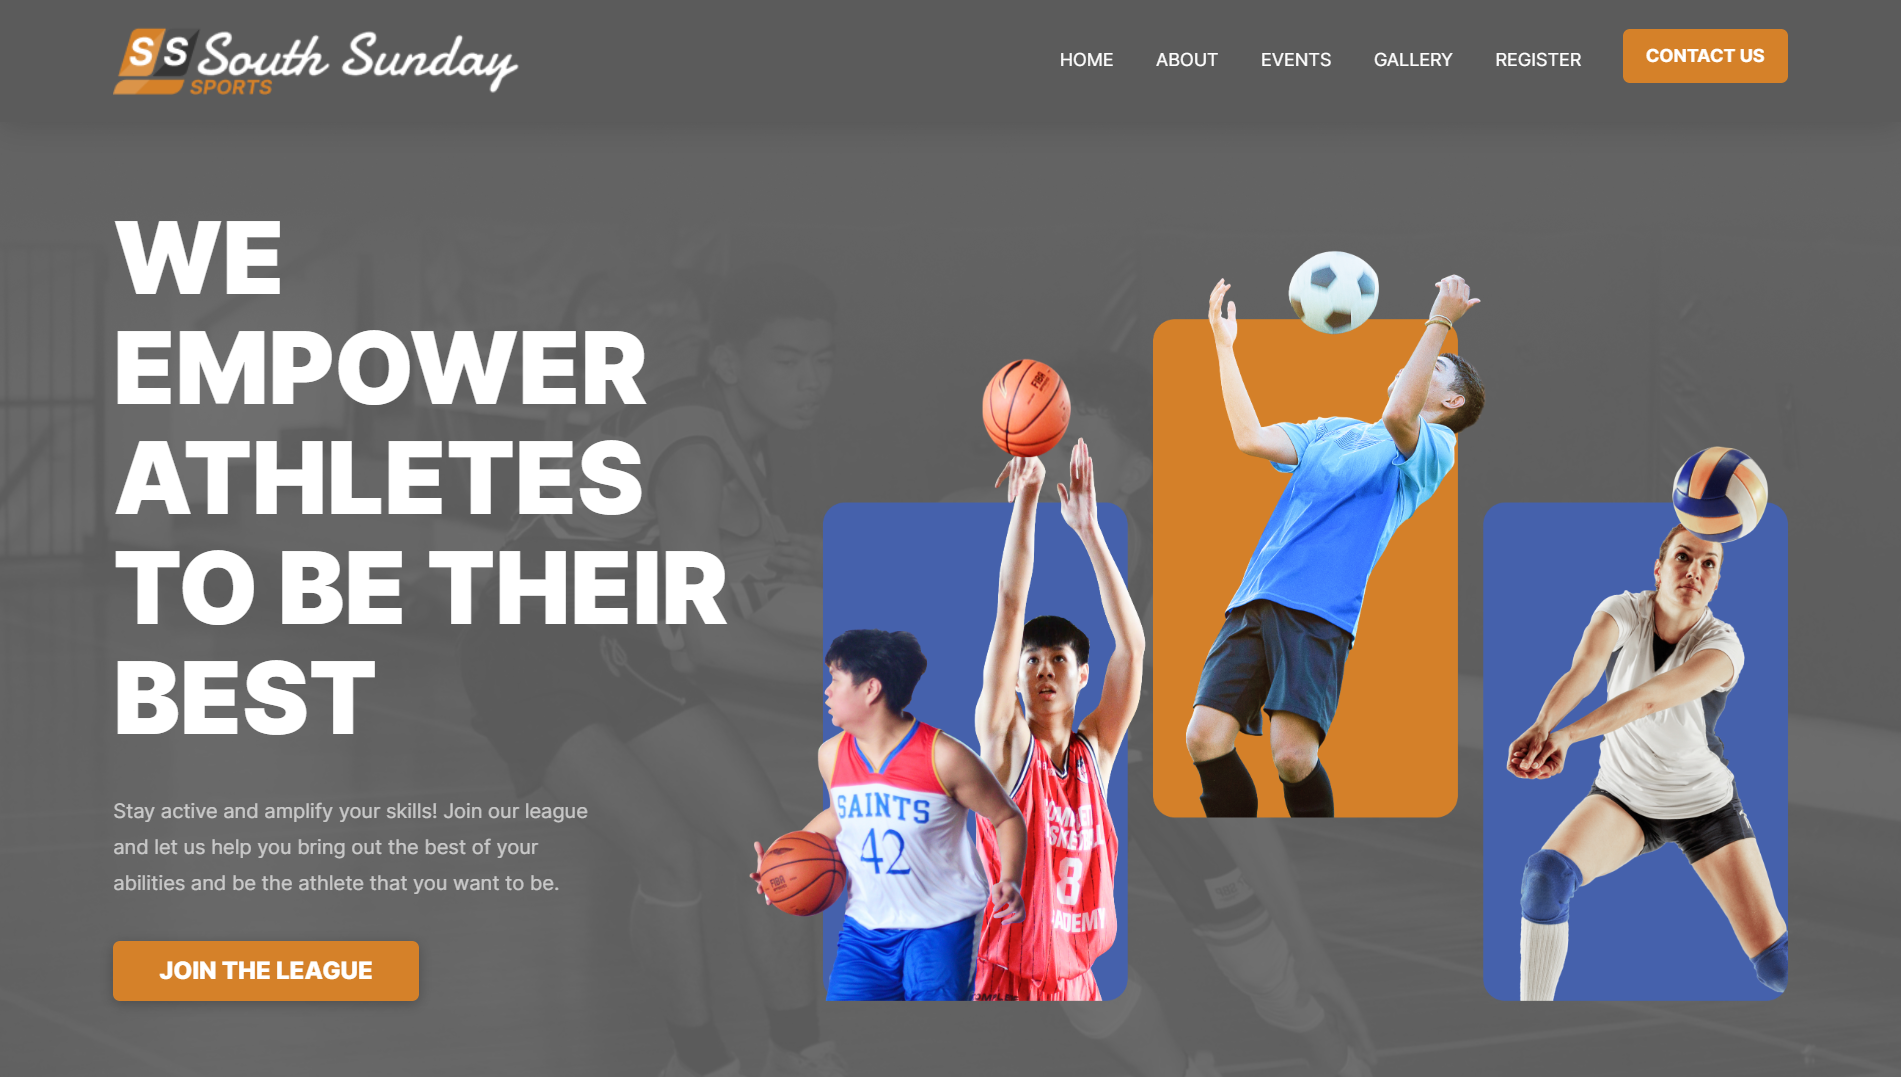 SS South Sunday
SPORTS
HOME ABOUT EVENTS GALLERY REGISTER CONTACT US
WE
EMPOWER
ATHLETES
TO BE THEIR
BEST
Stay active and amplify your skills! Join our league
and let us help you bring out the best of your
abilities and be the athlete that you want to be.
JOIN THE LEAGUE
SAINTS
42
8